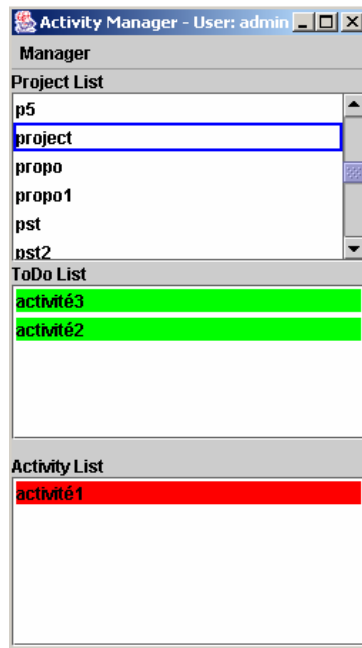 Activity Manager - User: admin
Manager
Project List
p5
project
propo
propo1
pst
pst2
ToDo List
activité3
activité2
Activity List
activité1